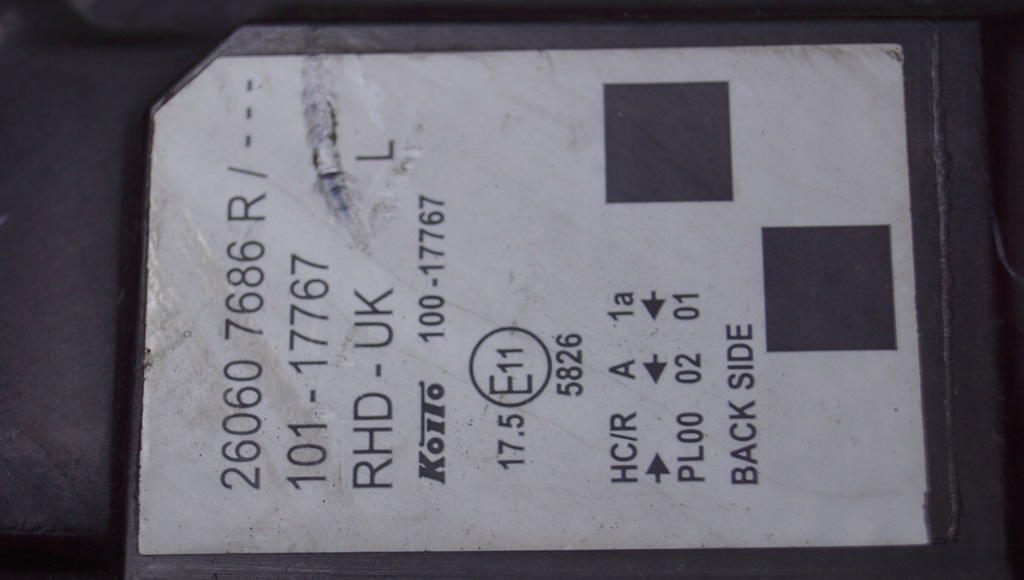 26060 7686 R / - - -
101 - 17767
RHD - UK L
KOITO 100 -17767
17.5 E11
5826
HC/R A 1a
→ ← ←
PL00 02 01
BACK SIDE